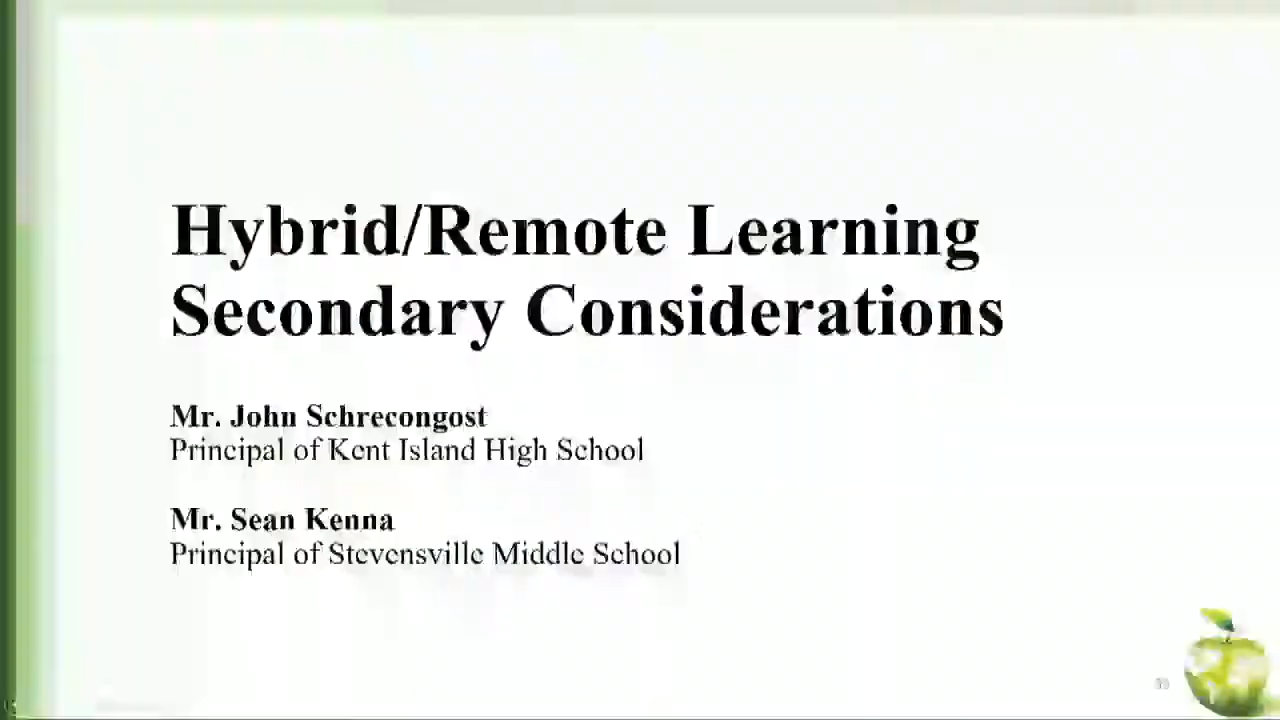 Hybrid/Remote Learning
Secondary Considerations
Mr. John Schrecongost
Principal of Kent Island High School
Mr. Sean Kenna
Principal of Stevensville Middle School